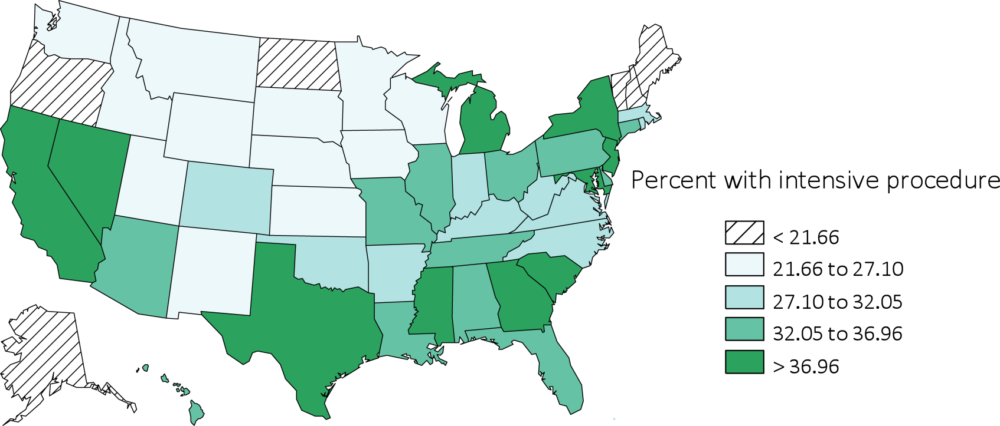 Percent with intensive procedure
< 21.66
21.66 to 27.10
27.10 to 32.05
32.05 to 36.96
> 36.96